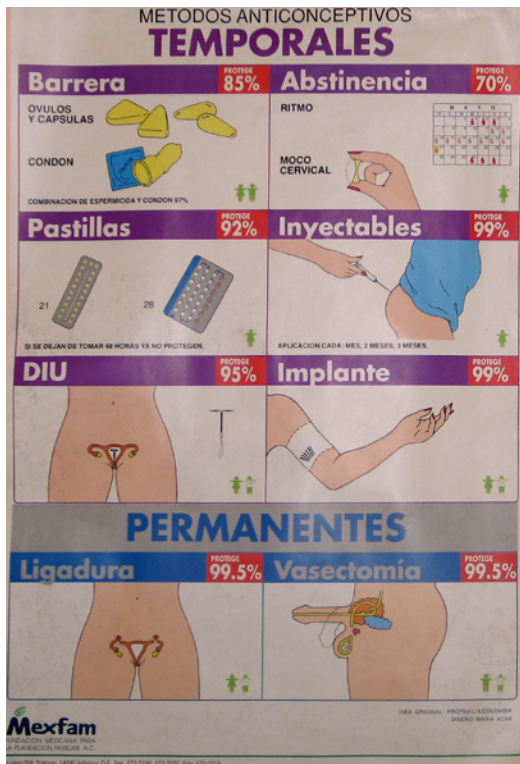 METODOS ANTICONCEPTIVOS
TEMPORALES
Barrera
PROTEGE
85%
OVULOS
Y CAPSULAS
CONDON
COMBINACION DE ESPERMICIDA Y CONDON 97%
Abstinencia
PROTEGE
70%
RITMO
MOCO
CERVICAL
Pastillas
PROTEGE
92%
21
28
SI SE DEJAN DE TOMAR 48 HORAS YA NO PROTEGEN.
Inyectables
PROTEGE
99%
APLICACION CADA: MES, 2 MESES, 3 MESES.
DIU
PROTEGE
95%
Implante
PROTEGE
99%
PERMANENTES
Ligadura
PROTEGE
99.5%
Vasectomía
PROTEGE
99.5%
Mexfam
FUNDACION MEXICANA PARA
LA PLANEACION FAMILIAR A.C.
IDEA ORIGINAL: PROFAMILIA/COLOMBIA
DISEÑO MARIA